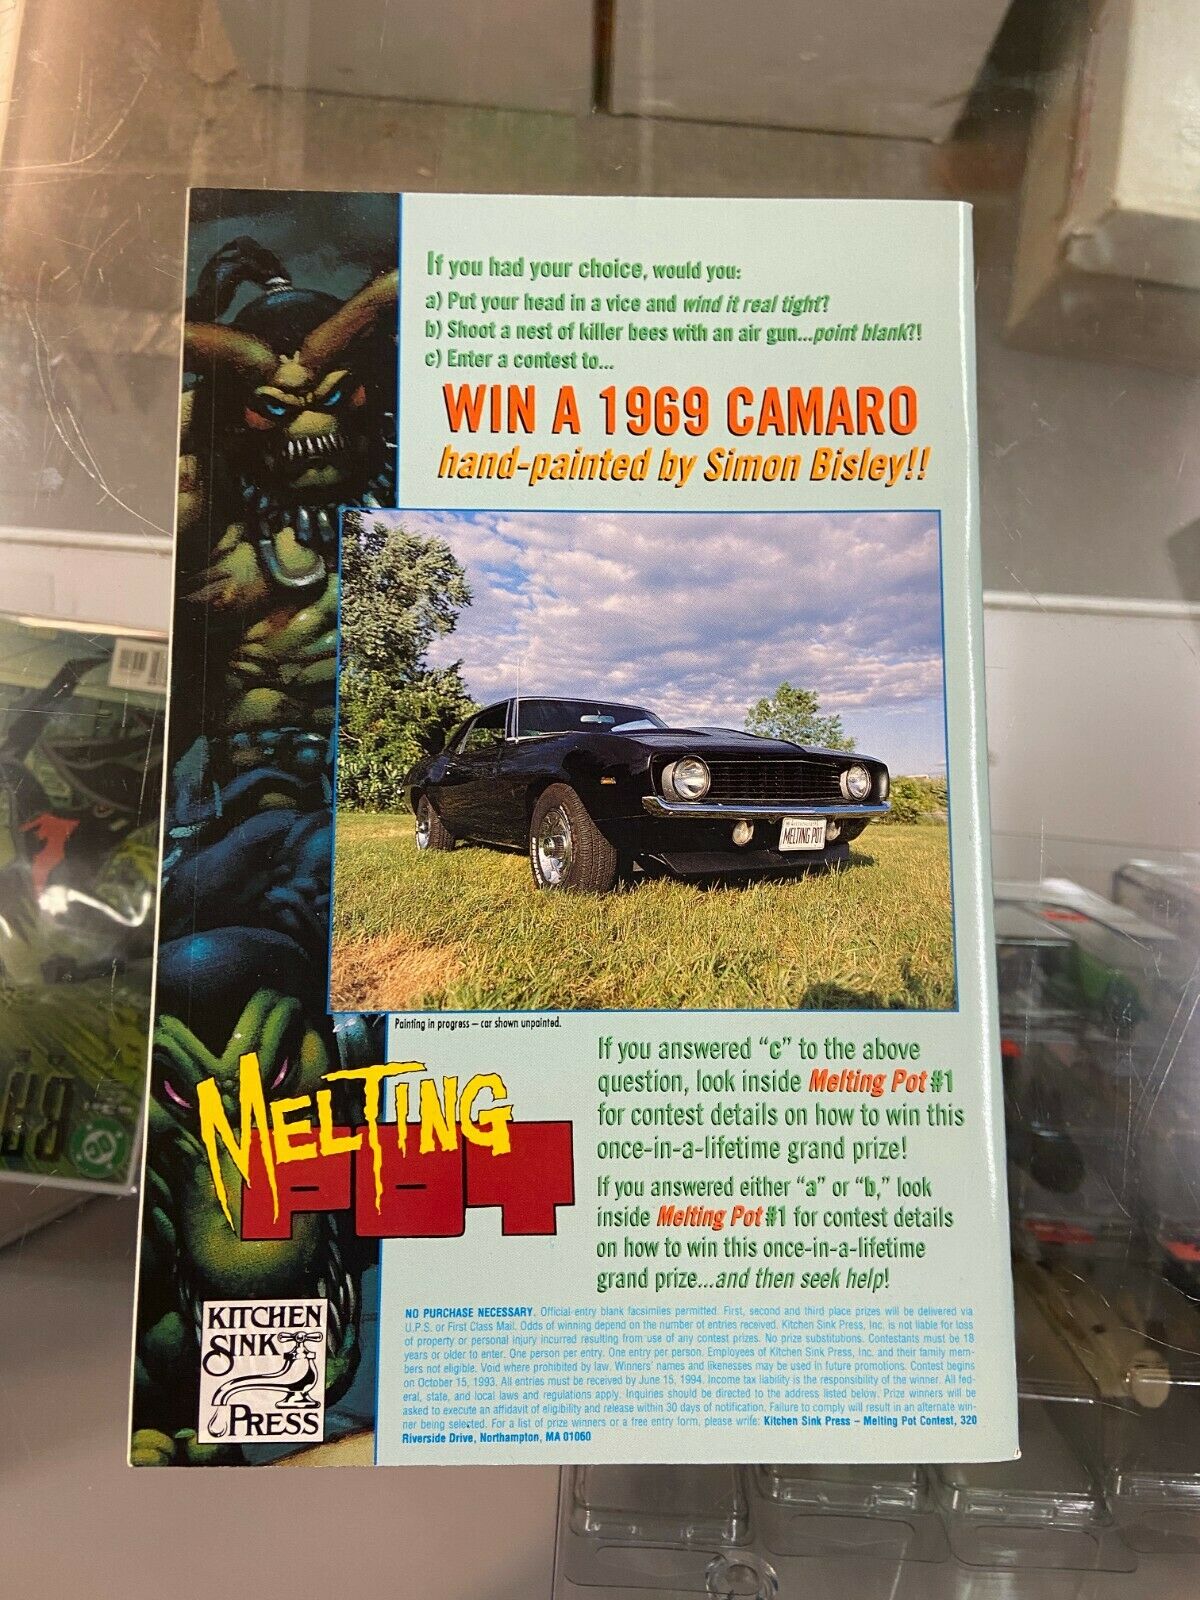 If you had your choice, would you:
a) Put your head in a vice and wind it real tight?
b) Shoot a nest of killer bees with an air gun...point blank?!
c) Enter a contest to...
WIN A 1969 CAMARO
hand-painted by Simon Bisley!!
MELTING POT
Painting in progress – car shown unpainted.
If you answered “c” to the above
question, look inside Melting Pot #1
for contest details on how to win this
once-in-a-lifetime grand prize!
If you answered either “a” or “b,” look
inside Melting Pot #1 for contest details
on how to win this once-in-a-lifetime
grand prize...and then seek help!
MELTING
POT
KITCHEN
SINK
PRESS
NO PURCHASE NECESSARY. Official entry blank facsimiles permitted. First, second and third place prizes will be delivered via
U.P.S. or First Class Mail. Odds of winning depend on the number of entries received. Kitchen Sink Press, Inc. is not liable for loss
of property or personal injury incurred resulting from use of any contest prizes. No prize substitutions. Contestants must be 18
years or older to enter. One person per entry. One entry per person. Employees of Kitchen Sink Press, Inc. and their family mem-
bers not eligible. Void where prohibited by law. Winners' names and likenesses may be used in future promotions. Contest begins
on October 15, 1993. All entries must be received by June 15, 1994. Income tax liability is the responsibility of the winner. All fed-
eral, state, and local laws and regulations apply. Inquiries should be directed to the address listed below. Prize winners will be
asked to execute an affidavit of eligibility and release within 30 days of notification. Failure to comply will result in an alternate win-
ner being selected. For a list of prize winners or a free entry form, please write: Kitchen Sink Press – Melting Pot Contest, 320
Riverside Drive, Northampton, MA 01060